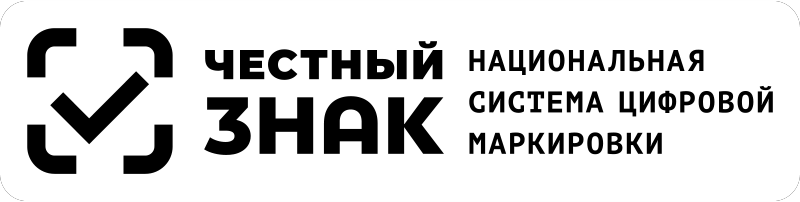 ЧЕСТНЫЙ
ЗНАК
НАЦИОНАЛЬНАЯ
СИСТЕМА ЦИФРОВОЙ
МАРКИРОВКИ